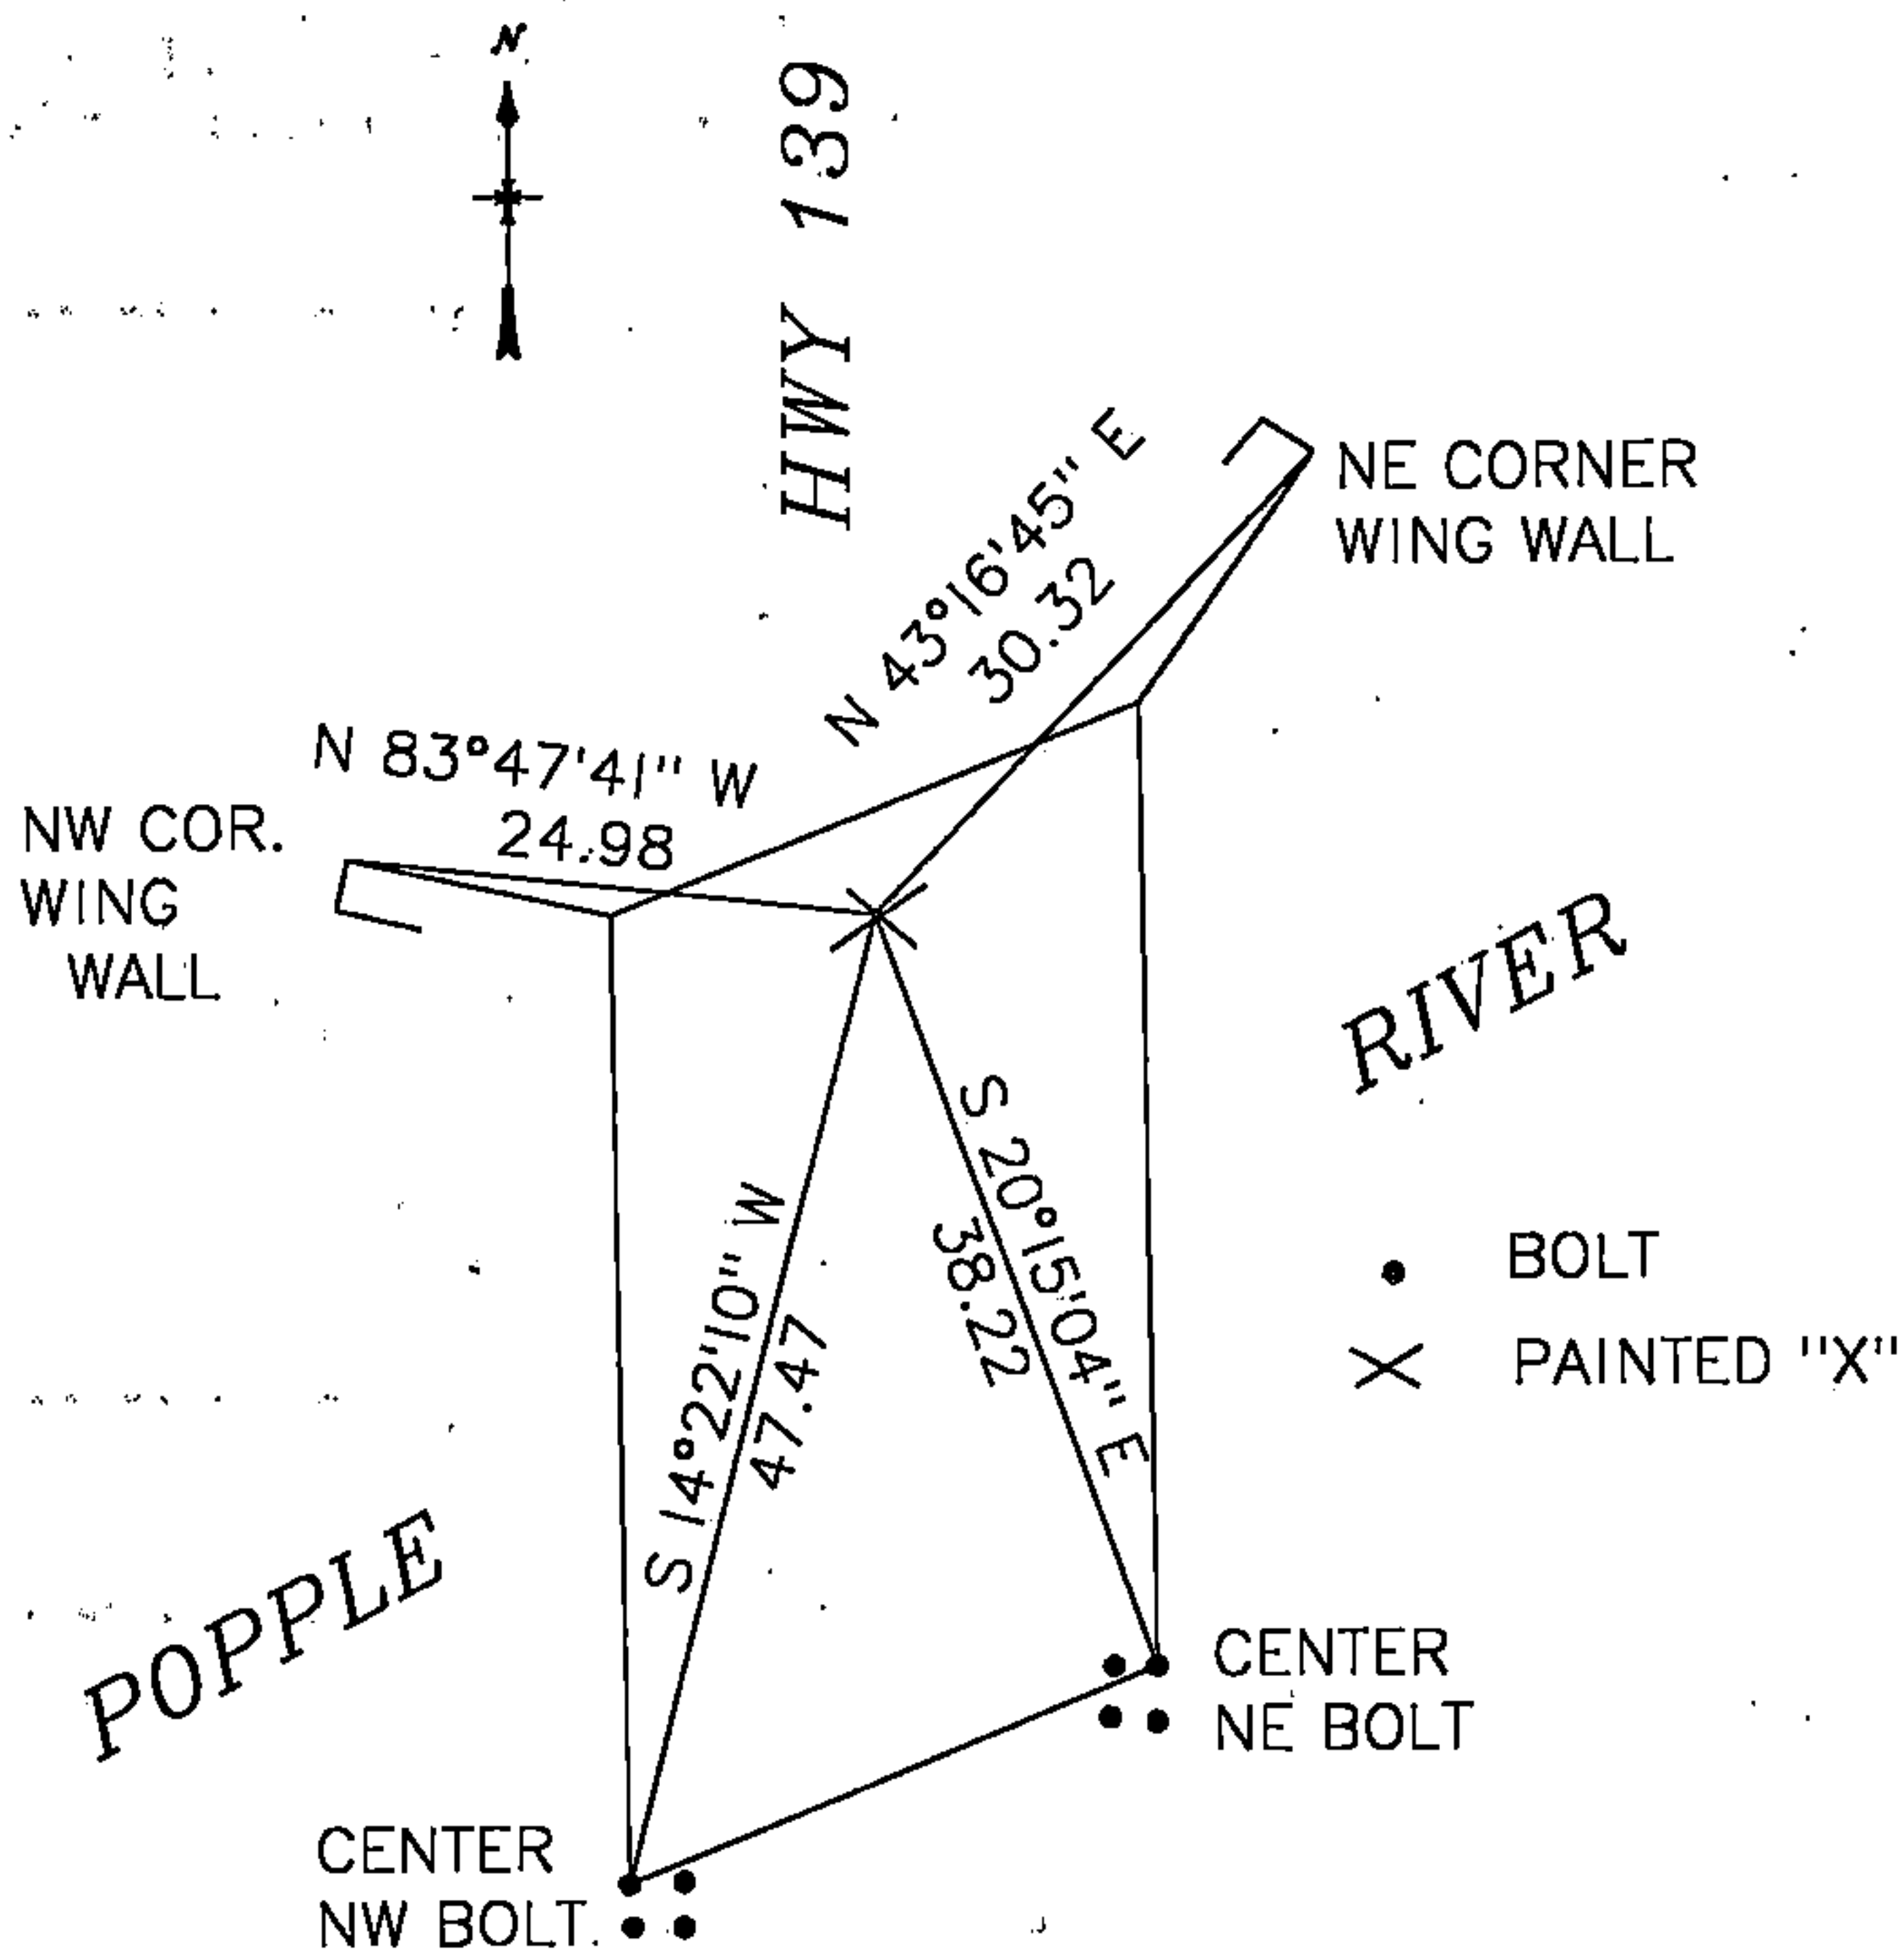 N
HIWY 139
NE CORNER
WING WALL
N 43°16'45" E
30.32
N 83°47'41" W
24.98
NW COR.
WING
WALL
RIVER
S 20°15'04" E
38.22
S 14°22'10" W
47.47
BOLT
PAINTED "X"
POPPLE
CENTER
NE BOLT
CENTER
NW BOLT.